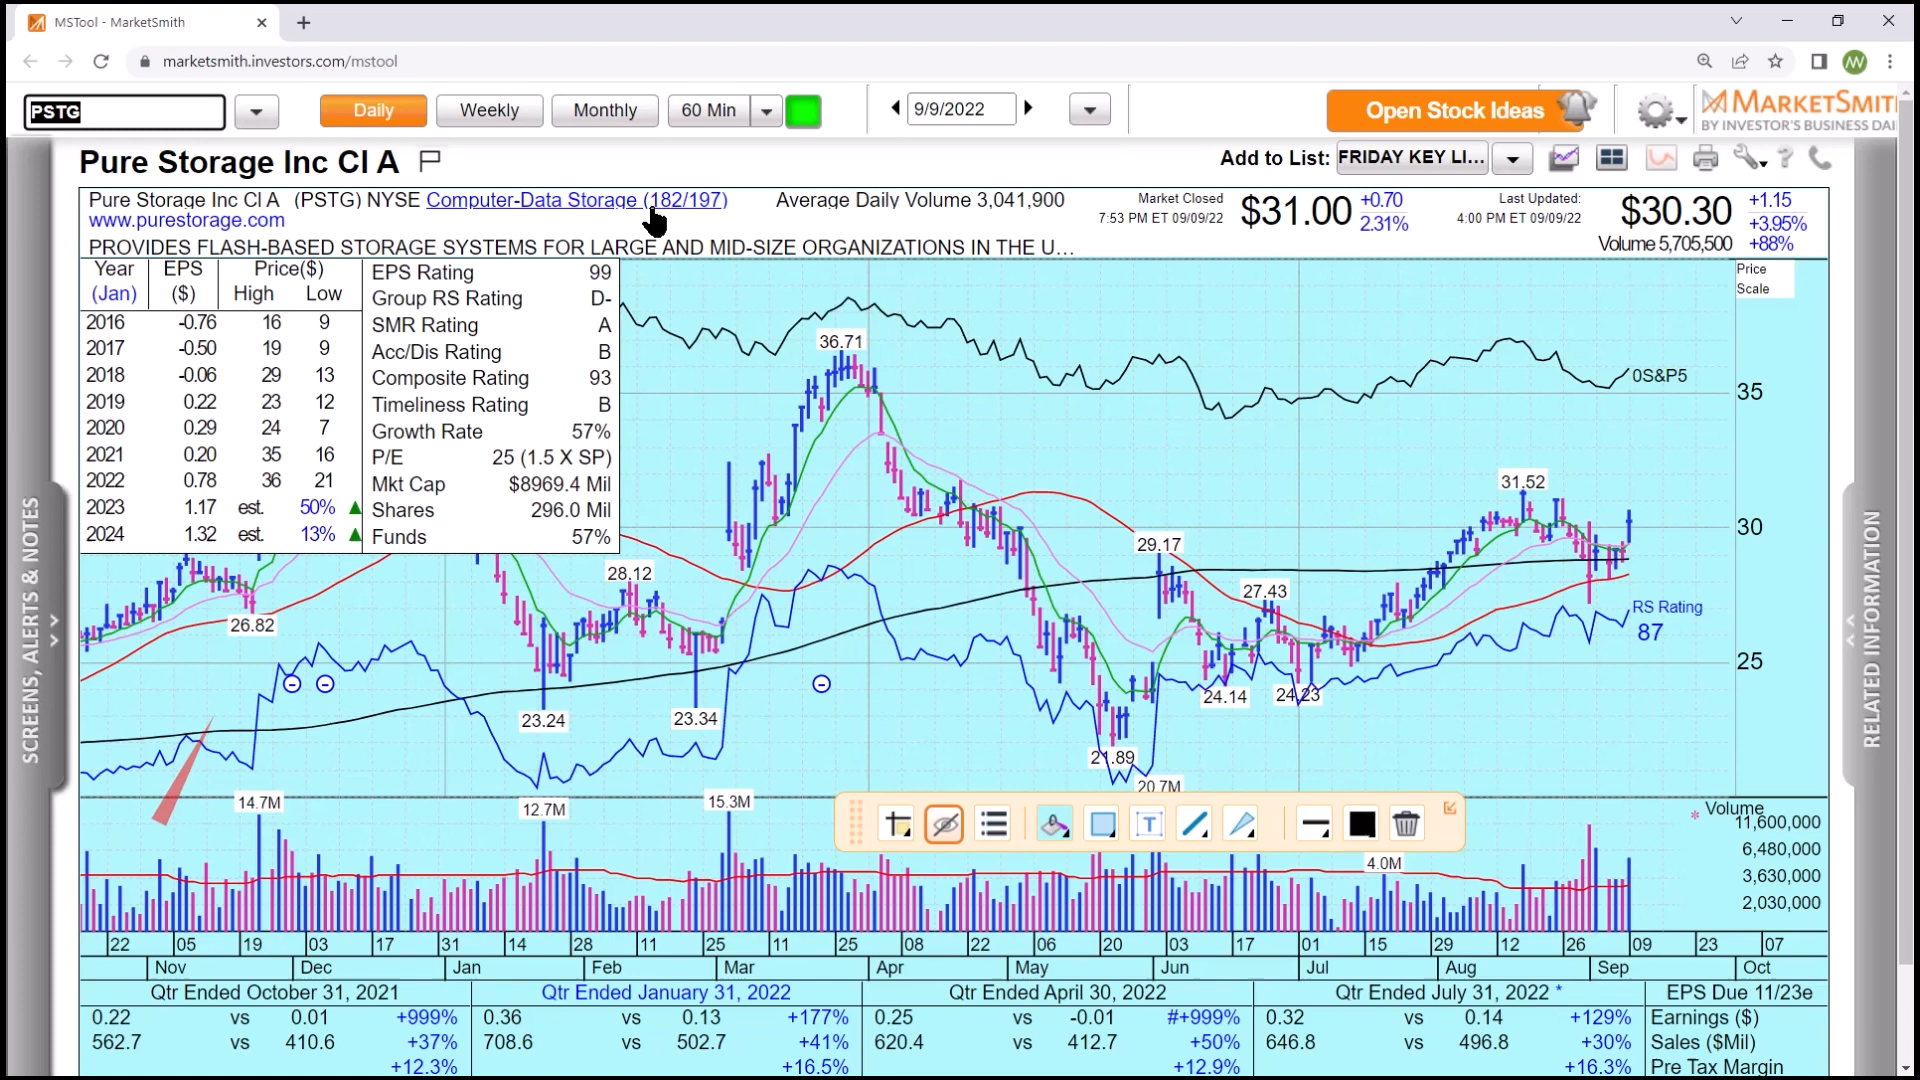 MSTool - MarketSmith
marketsmith.investors.com/mstool
PSTG
Daily
Weekly
Monthly
60 Min
9/9/2022
Open Stock Ideas
MARKETSMIT
BY INVESTOR'S BUSINESS DAI
Pure Storage Inc Cl A
Add to List:
FRIDAY KEY LI...
Pure Storage Inc Cl A (PSTG) NYSE Computer-Data Storage (182/197) Average Daily Volume 3,041,900
www.purestorage.com
PROVIDES FLASH-BASED STORAGE SYSTEMS FOR LARGE AND MID-SIZE ORGANIZATIONS IN THE U...
Market Closed
7:53 PM ET 09/09/22
$31.00
+0.70
2.31%
Last Updated:
4:00 PM ET 09/09/22
$30.30
+1.15
+3.95%
Volume 5,705,500 +88%
Year EPS Price($)
(Jan) ($) High Low
2016 -0.76 16 9
2017 -0.50 19 9
2018 -0.06 29 13
2019 0.22 23 12
2020 0.29 24 7
2021 0.20 35 16
2022 0.78 36 21
2023 1.17 est. 50%
2024 1.32 est. 13%
EPS Rating 99
Group RS Rating D-
SMR Rating A
Acc/Dis Rating B
Composite Rating 93
Timeliness Rating B
Growth Rate 57%
P/E 25 (1.5 X SP)
Mkt Cap $8969.4 Mil
Shares 296.0 Mil
Funds 57%
Price
Scale
36.71
0S&P5
35
31.52
30
29.17
28.12
27.43
26.82
RS Rating
87
25
24.14
24.23
23.24
23.34
21.89
20.7M
14.7M
12.7M
15.3M
4.0M
T
Volume
11,600,000
6,480,000
3,630,000
2,030,000
22 05 19 03 17 31 14 28 11 25 11 25 08 22 06 20 03 17 01 15 29 12 26 09 23 07
Nov Dec Jan Feb Mar Apr May Jun Jul Aug Sep Oct
Qtr Ended October 31, 2021 Qtr Ended January 31, 2022 Qtr Ended April 30, 2022 Qtr Ended July 31, 2022 * EPS Due 11/23e
0.22 vs 0.01 +999% 0.36 vs 0.13 +177% 0.25 vs -0.01 #+999% 0.32 vs 0.14 +129% Earnings ($)
562.7 vs 410.6 +37% 708.6 vs 502.7 +41% 620.4 vs 412.7 +50% 646.8 vs 496.8 +30% Sales ($Mil)
+12.3% +16.5% +12.9% +16.3% Pre Tax Margin
SCREENS, ALERTS & NOTES
RELATED INFORMATION